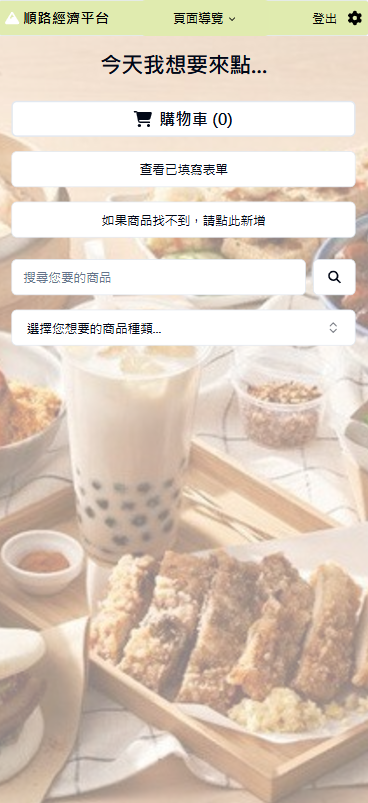 順路經濟平台
頁面導覽
登出
今天我想要來點...
購物車 (0)
查看已填寫表單
如果商品找不到，請點此新增
搜尋您要的商品
選擇您想要的商品種類...